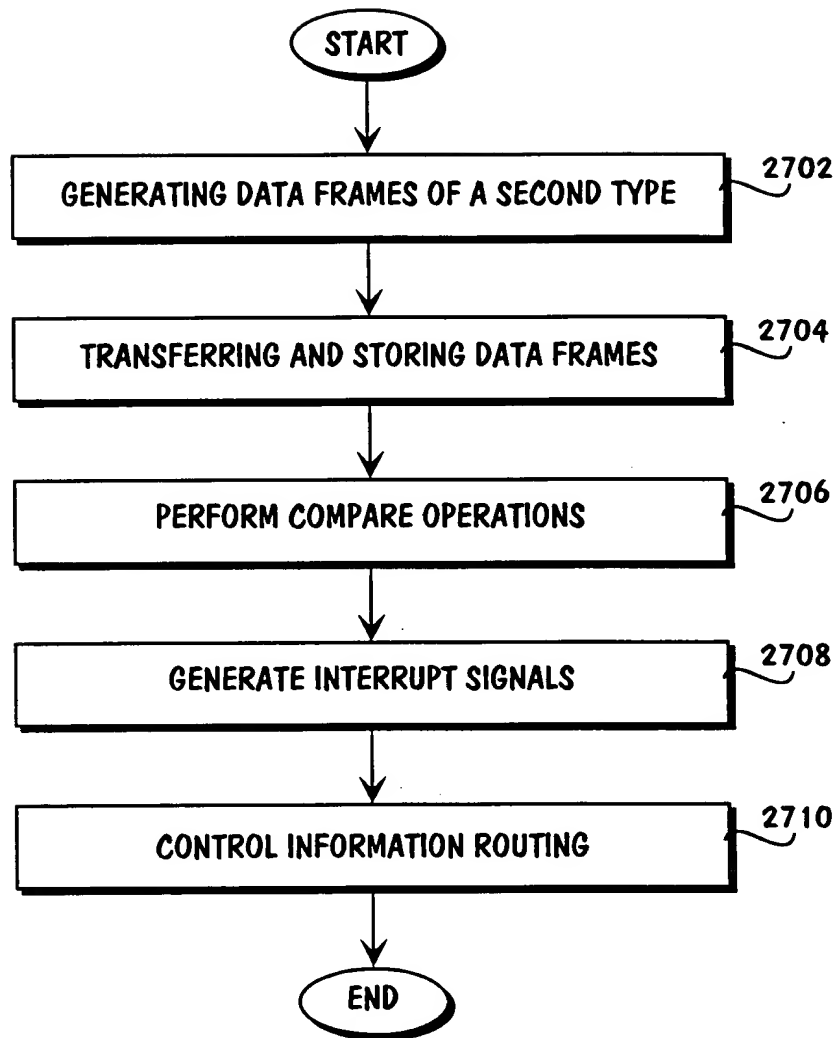 START
GENERATING DATA FRAMES OF A SECOND TYPE
2702
TRANSFERRING AND STORING DATA FRAMES
2704
PERFORM COMPARE OPERATIONS
2706
GENERATE INTERRUPT SIGNALS
2708
CONTROL INFORMATION ROUTING
2710
END